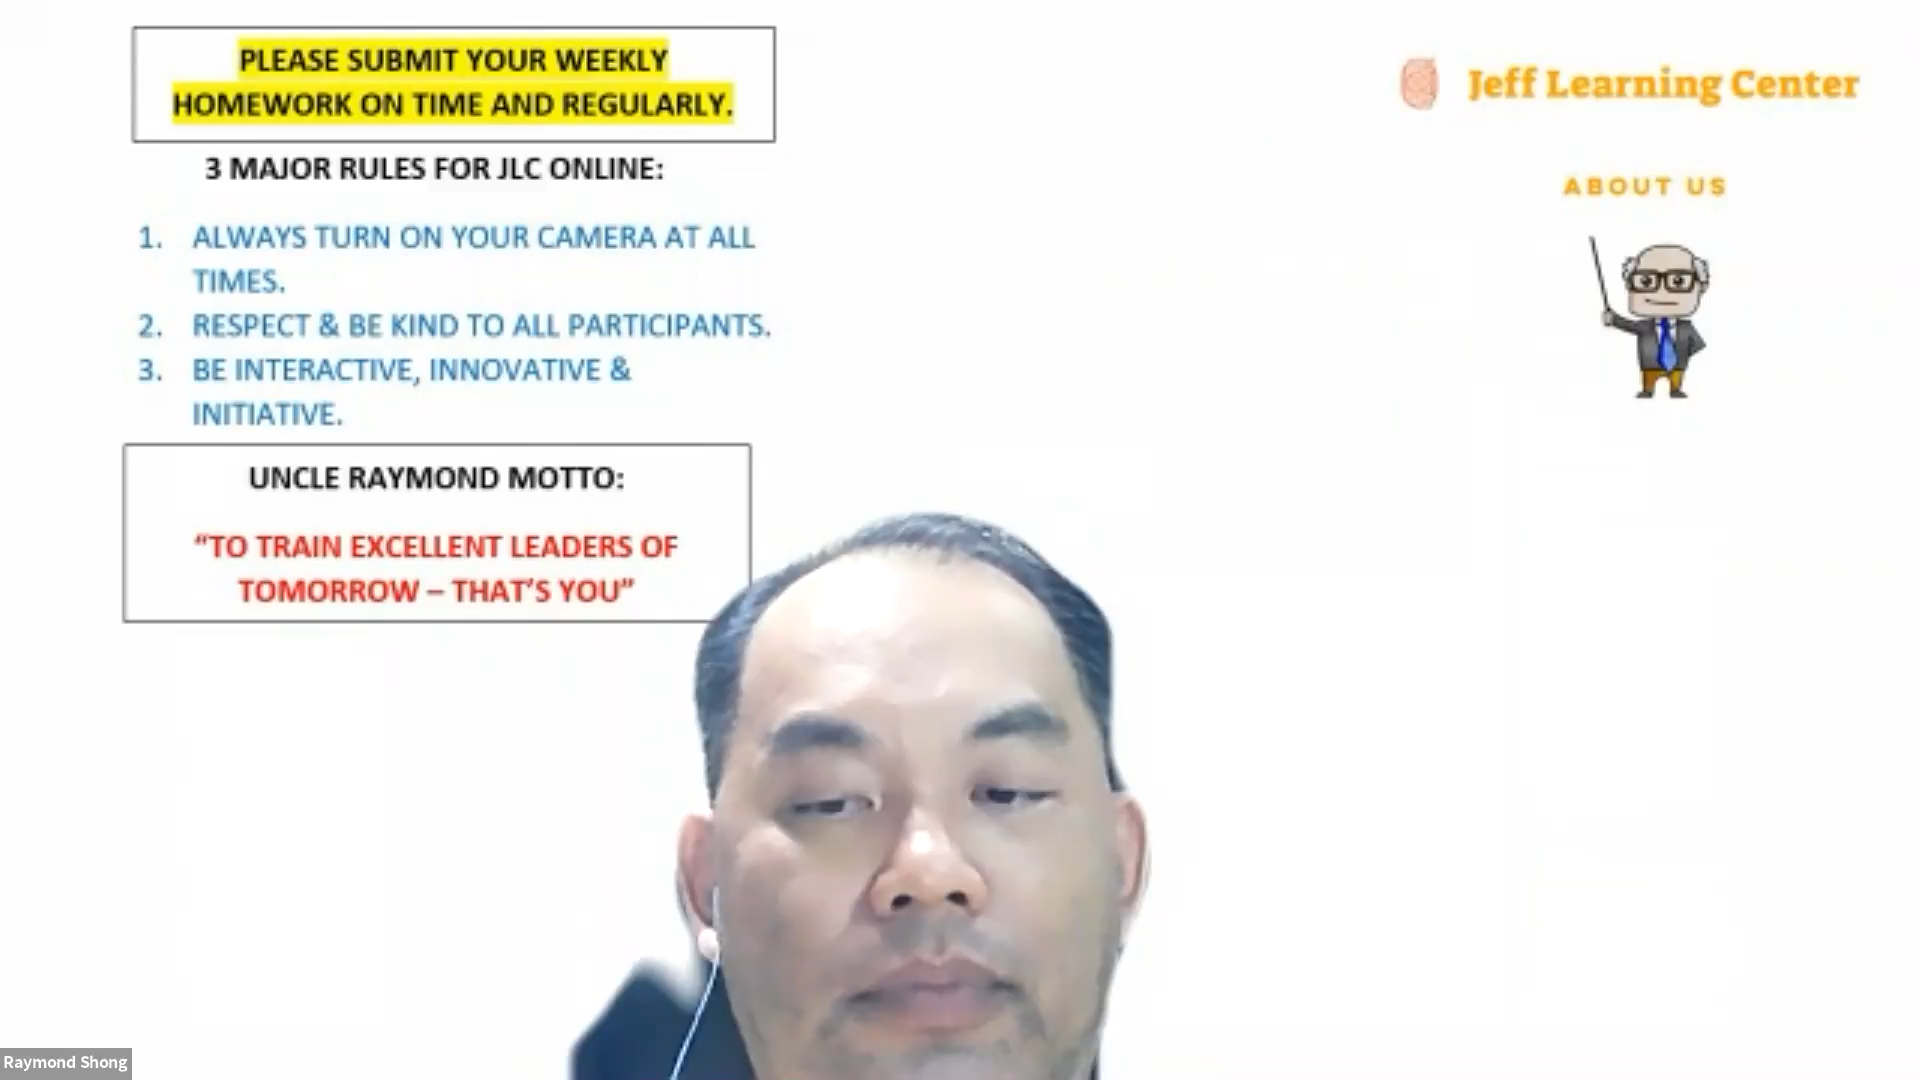 PLEASE SUBMIT YOUR WEEKLY
HOMEWORK ON TIME AND REGULARLY.
3 MAJOR RULES FOR JLC ONLINE:
1. ALWAYS TURN ON YOUR CAMERA AT ALL
TIMES.
2. RESPECT & BE KIND TO ALL PARTICIPANTS.
3. BE INTERACTIVE, INNOVATIVE &
INITIATIVE.
UNCLE RAYMOND MOTTO:
“TO TRAIN EXCELLENT LEADERS OF
TOMORROW – THAT’S YOU”
Jeff Learning Center
ABOUT US
Raymond Shong